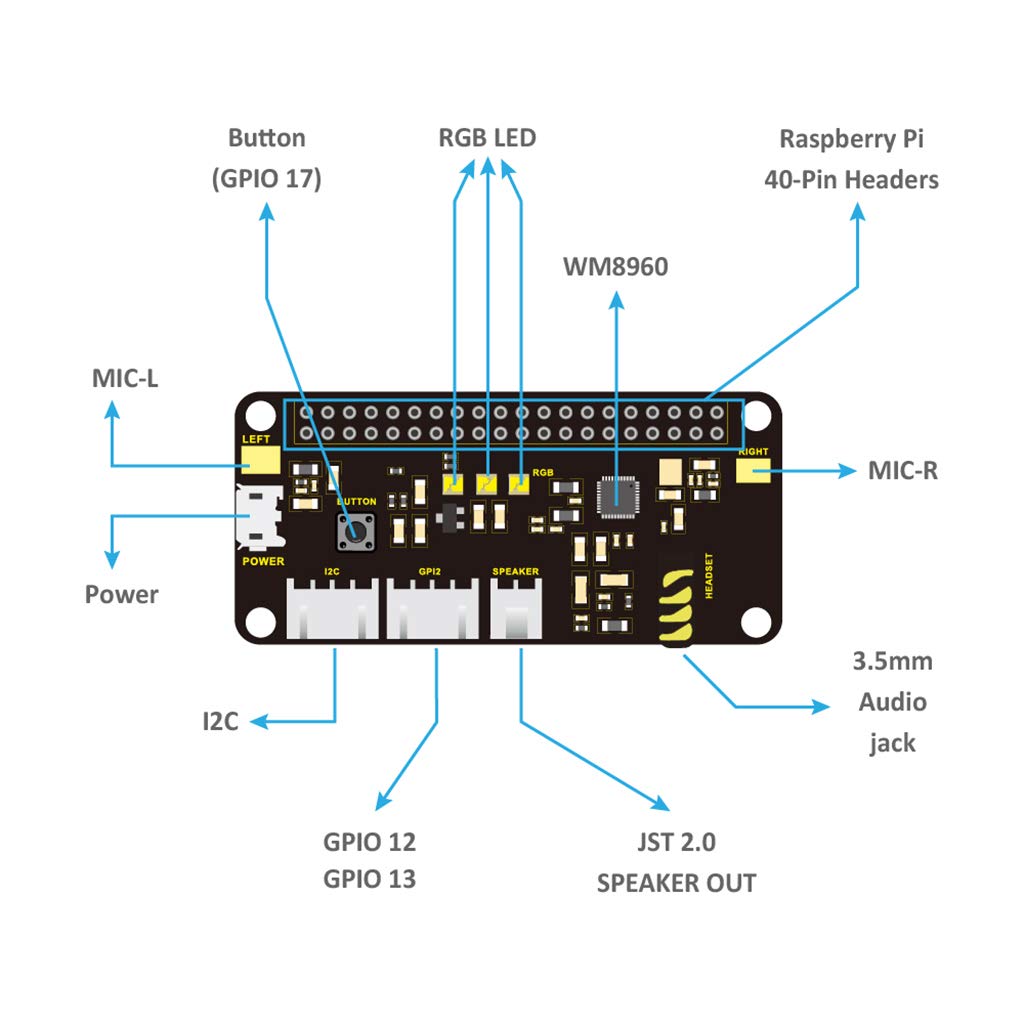 Button
(GPIO 17)
RGB LED
Raspberry Pi
40-Pin Headers
WM8960
MIC-L
LEFT
RIGHT
MIC-R
RGB
BUTTON
POWER
Power
I2C
GPI2
SPEAKER
HEADSET
I2C
3.5mm
Audio
jack
GPIO 12
GPIO 13
JST 2.0
SPEAKER OUT